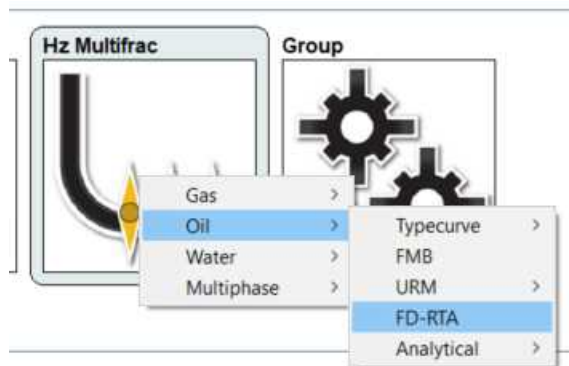 Hz Multifrac
Group
Gas
Oil
Water
Multiphase
Typecurve
FMB
URM
FD-RTA
Analytical